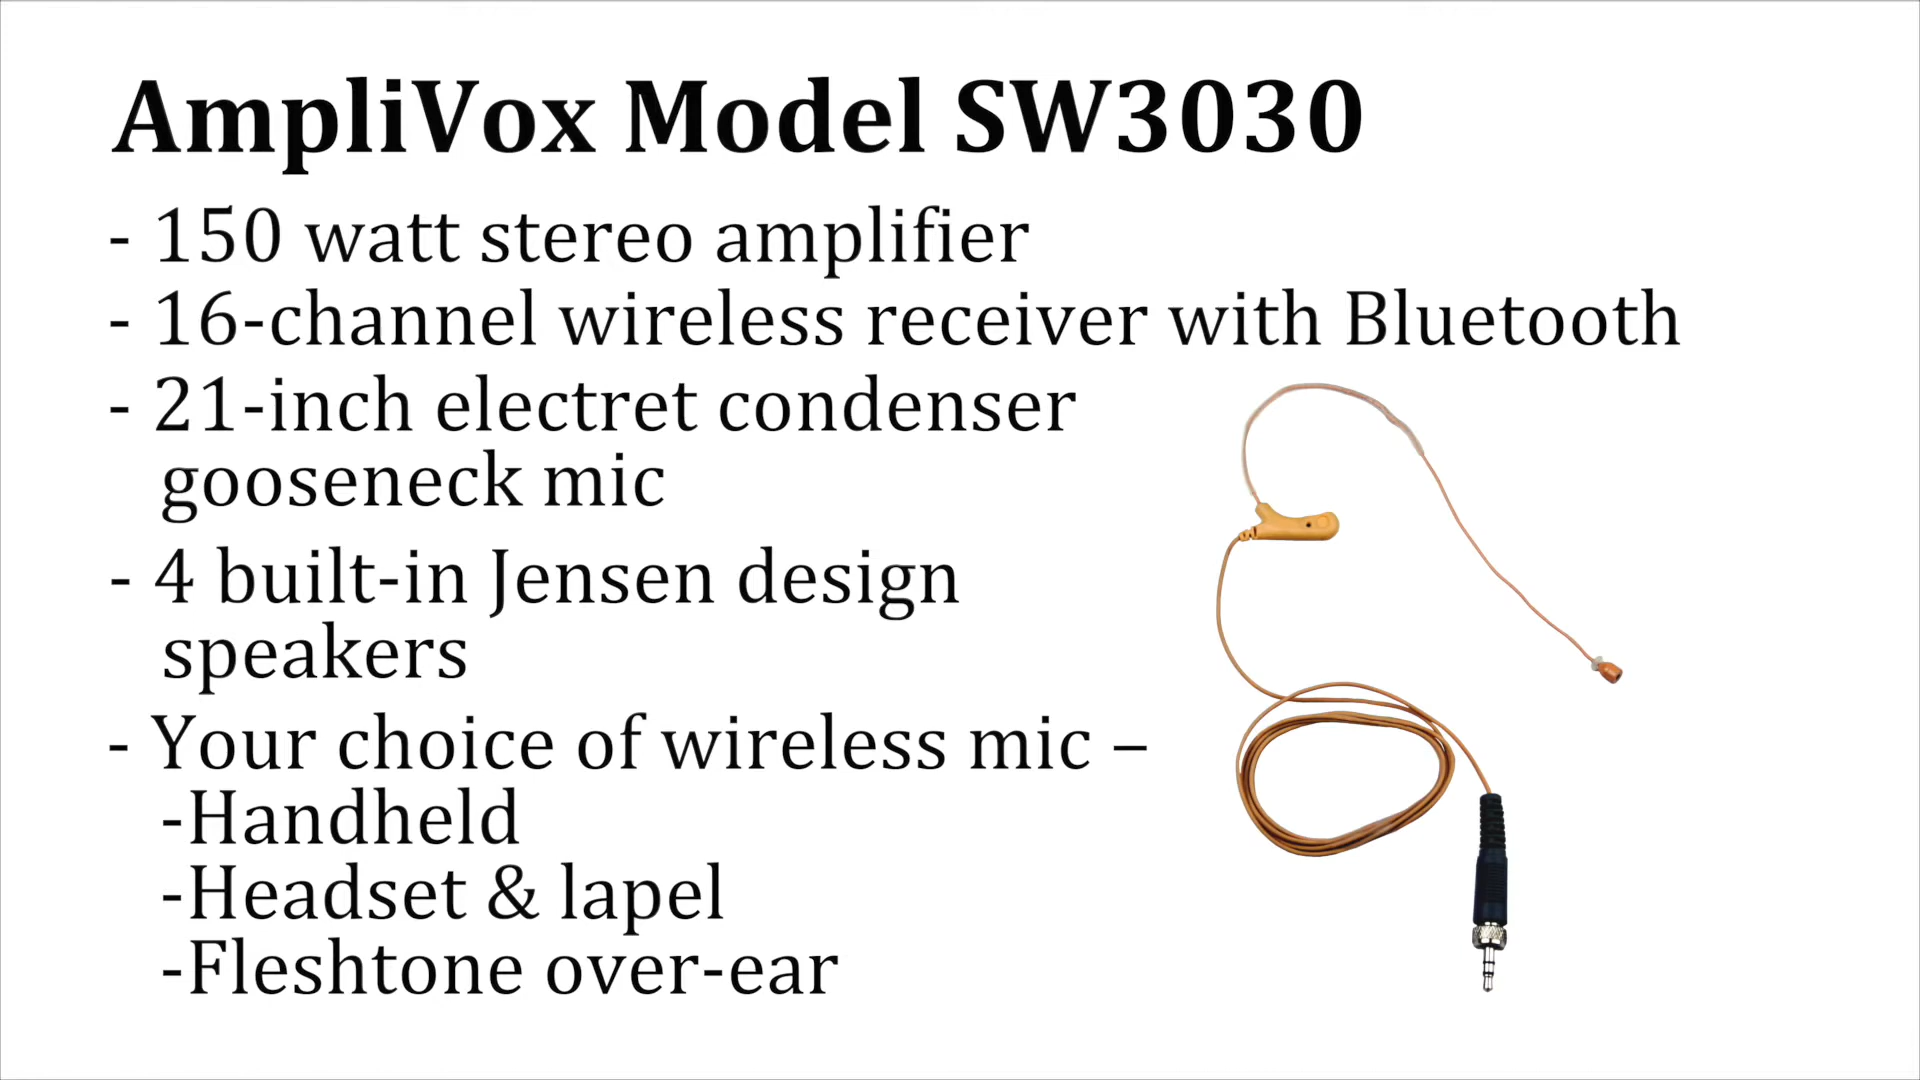 AmpliVox Model SW3030
- 150 watt stereo amplifier
- 16-channel wireless receiver with Bluetooth
- 21-inch electret condenser
gooseneck mic
- 4 built-in Jensen design
speakers
- Your choice of wireless mic –
-Handheld
-Headset & lapel
-Fleshtone over-ear